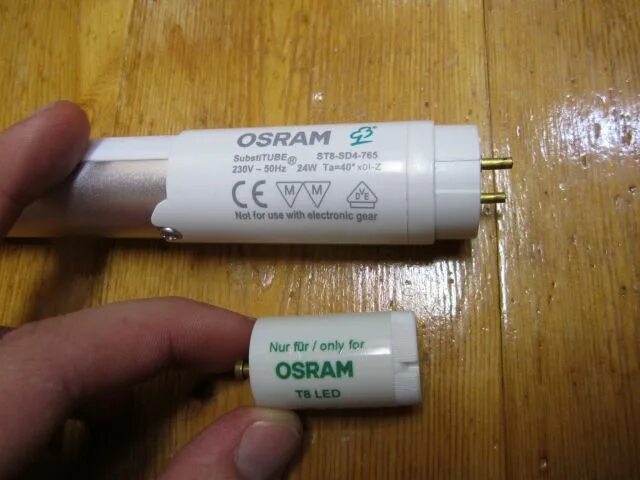 OSRAM
SubstiTUBE® ST8-SD4-765
230V ~ 50Hz 24W Ta=40°
CE M M VDE
Not for use with electronic gear
Nur für / only for
OSRAM
T8 LED